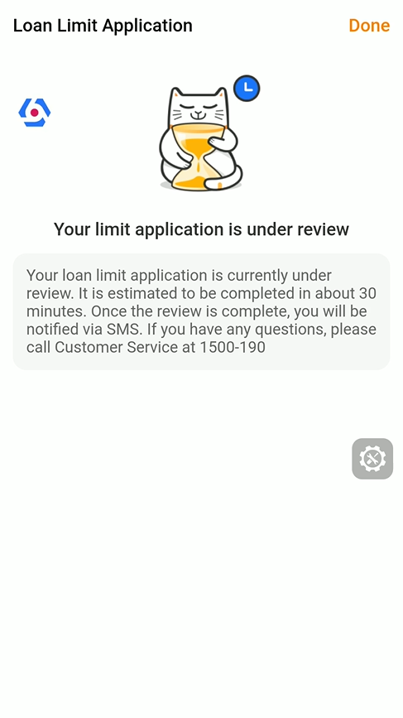 Loan Limit Application
Done
Your limit application is under review
Your loan limit application is currently under
review. It is estimated to be completed in about 30
minutes. Once the review is complete, you will be
notified via SMS. If you have any questions, please
call Customer Service at 1500-190